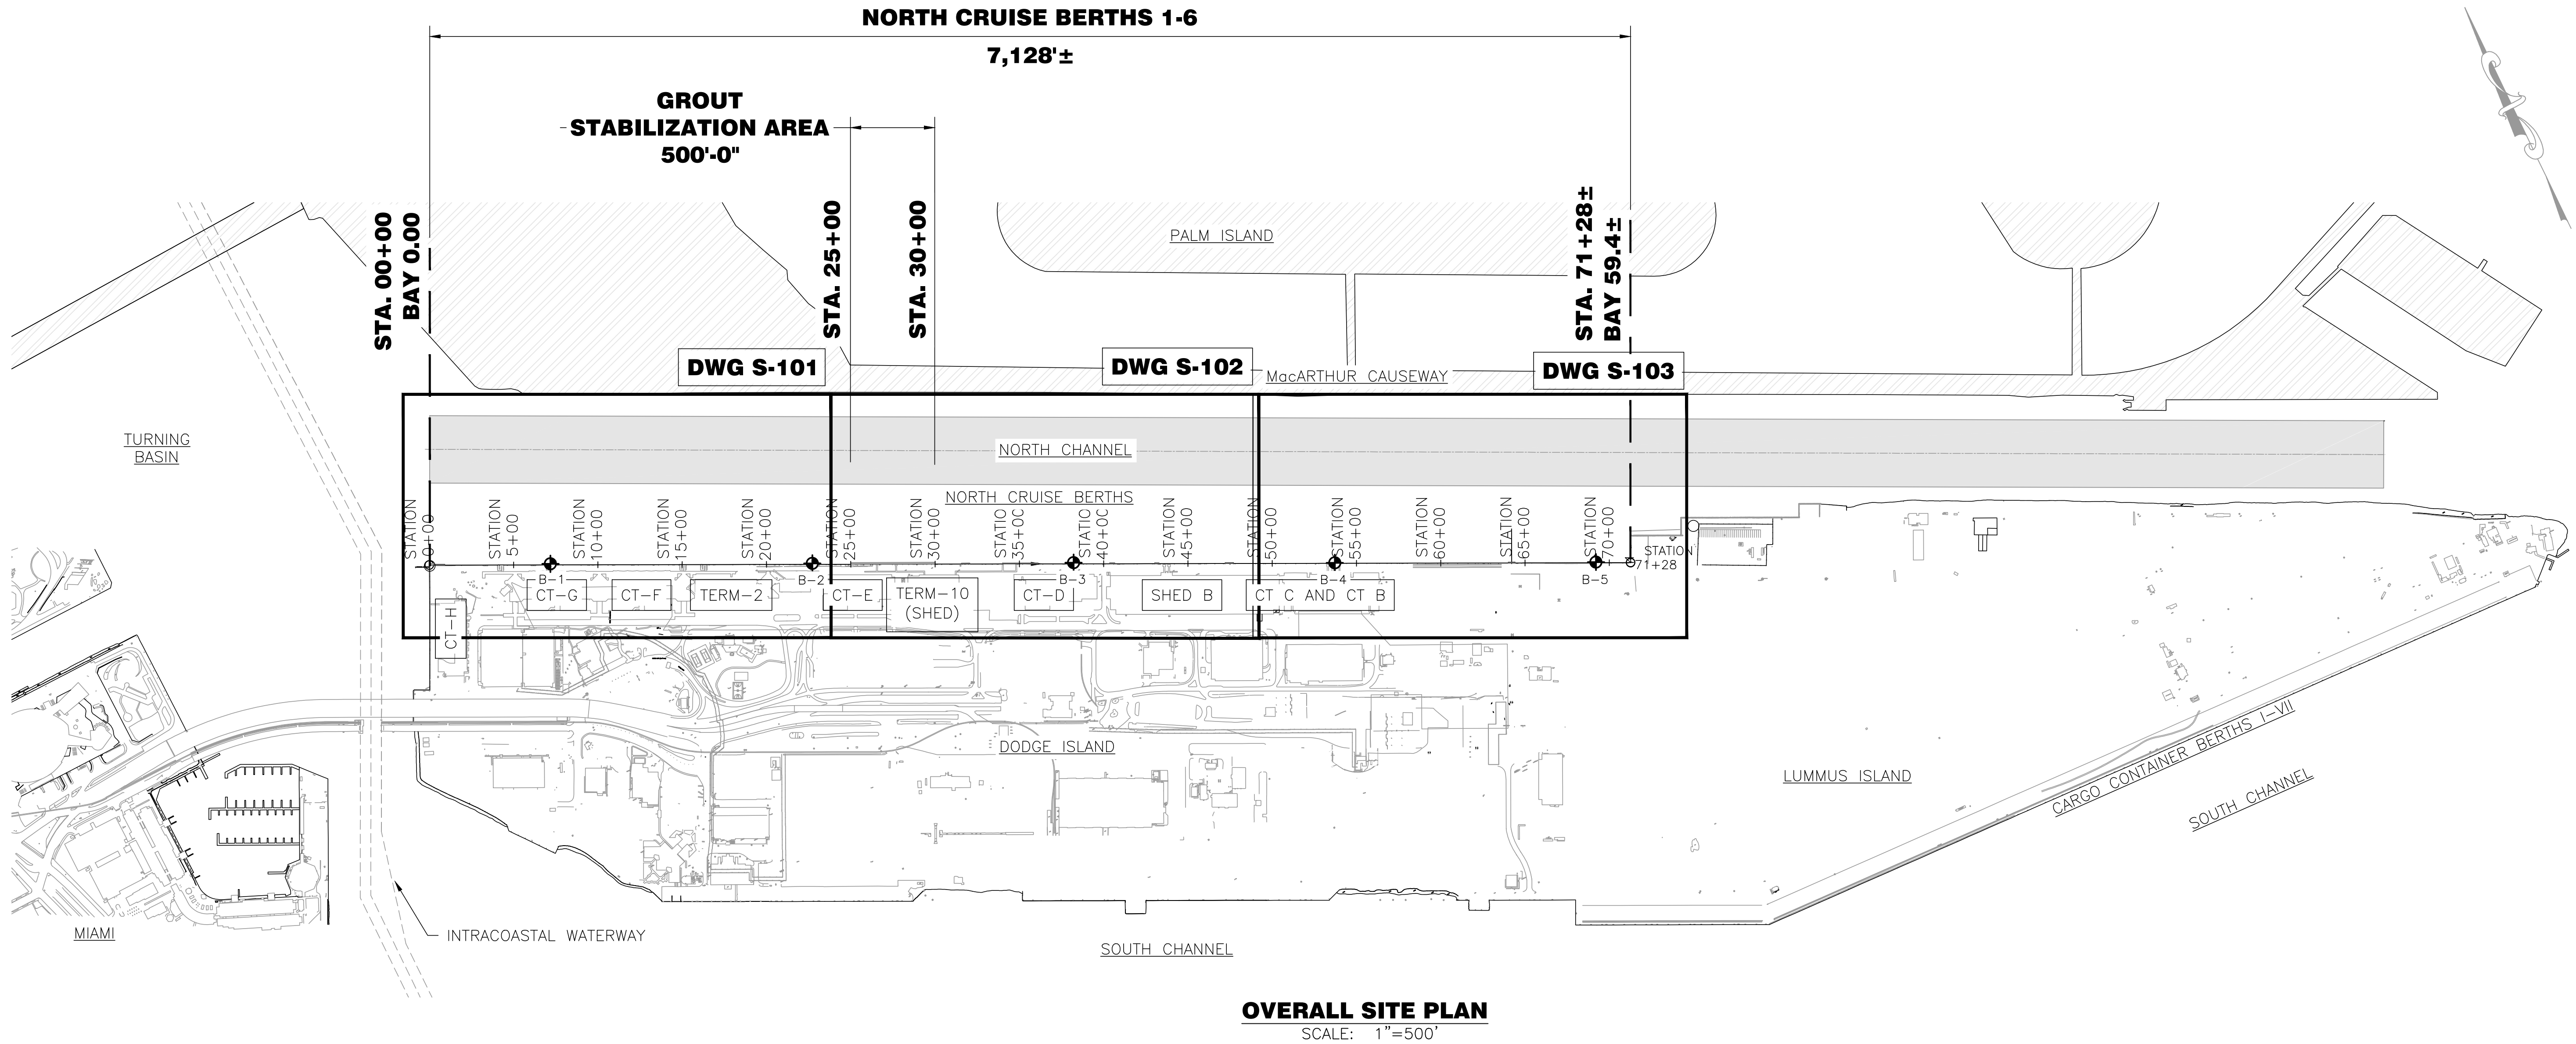 NORTH CRUISE BERTHS 1-6
7,128'±
GROUT
STABILIZATION AREA
500'-0"
STA. 00+00
BAY 0.00
STA. 25+00
STA. 30+00
STA. 71+28±
BAY 59.4±
PALM ISLAND
DWG S-101
DWG S-102
MacARTHUR CAUSEWAY
DWG S-103
TURNING
BASIN
NORTH CHANNEL
NORTH CRUISE BERTHS
STATION
0+00
STATION
5+00
STATION
10+00
STATION
15+00
STATION
20+00
STATION
25+00
STATION
30+00
STATIO
35+0C
STATION
40+0C
STATION
45+00
STATION
50+00
STATION
55+00
STATION
60+00
STATION
65+00
STATION
70+00
STATION
71+28
B-1
B-2
B-3
B-4
B-5
CT-H
CT-G
CT-F
TERM-2
CT-E
TERM-10
(SHED)
CT-D
SHED B
CT C AND CT B
DODGE ISLAND
LUMMUS ISLAND
CARGO CONTAINER BERTHS I-VII
SOUTH CHANNEL
MIAMI
INTRACOASTAL WATERWAY
SOUTH CHANNEL
OVERALL SITE PLAN
SCALE: 1"=500'